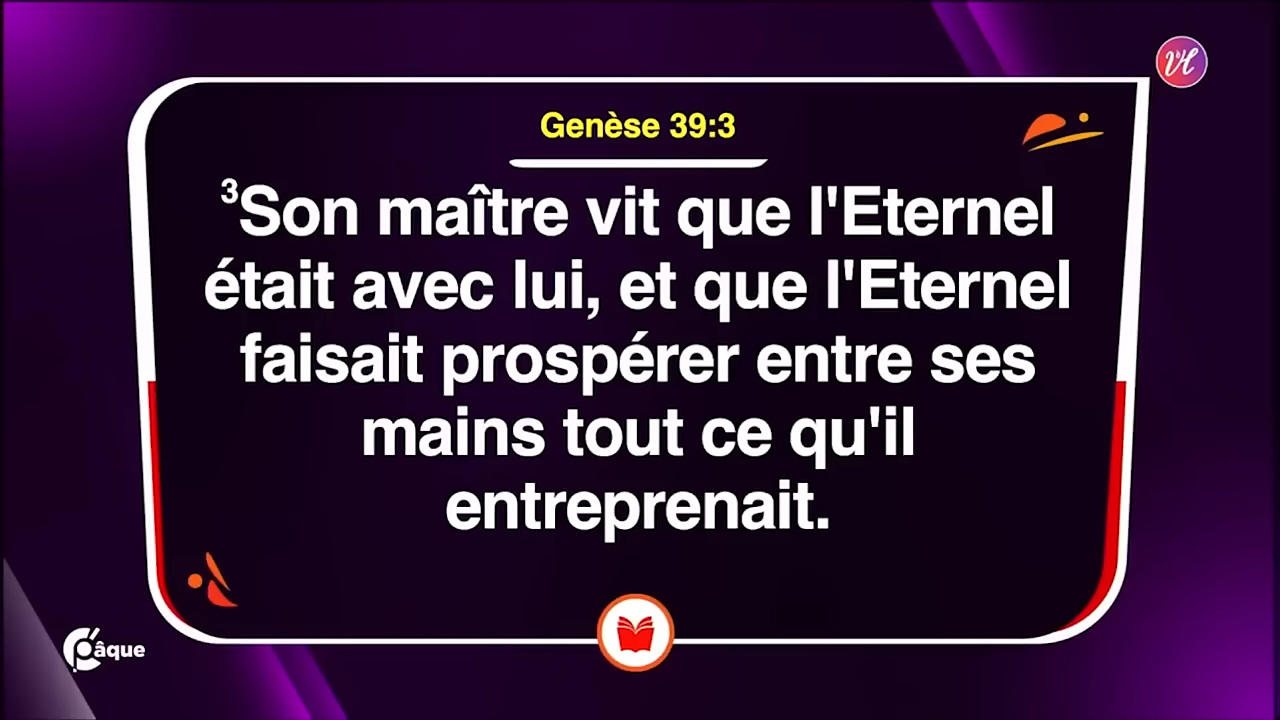 Genèse 39:3
³Son maître vit que l'Eternel
était avec lui, et que l'Eternel
faisait prospérer entre ses
mains tout ce qu'il
entreprenait.
Pâque